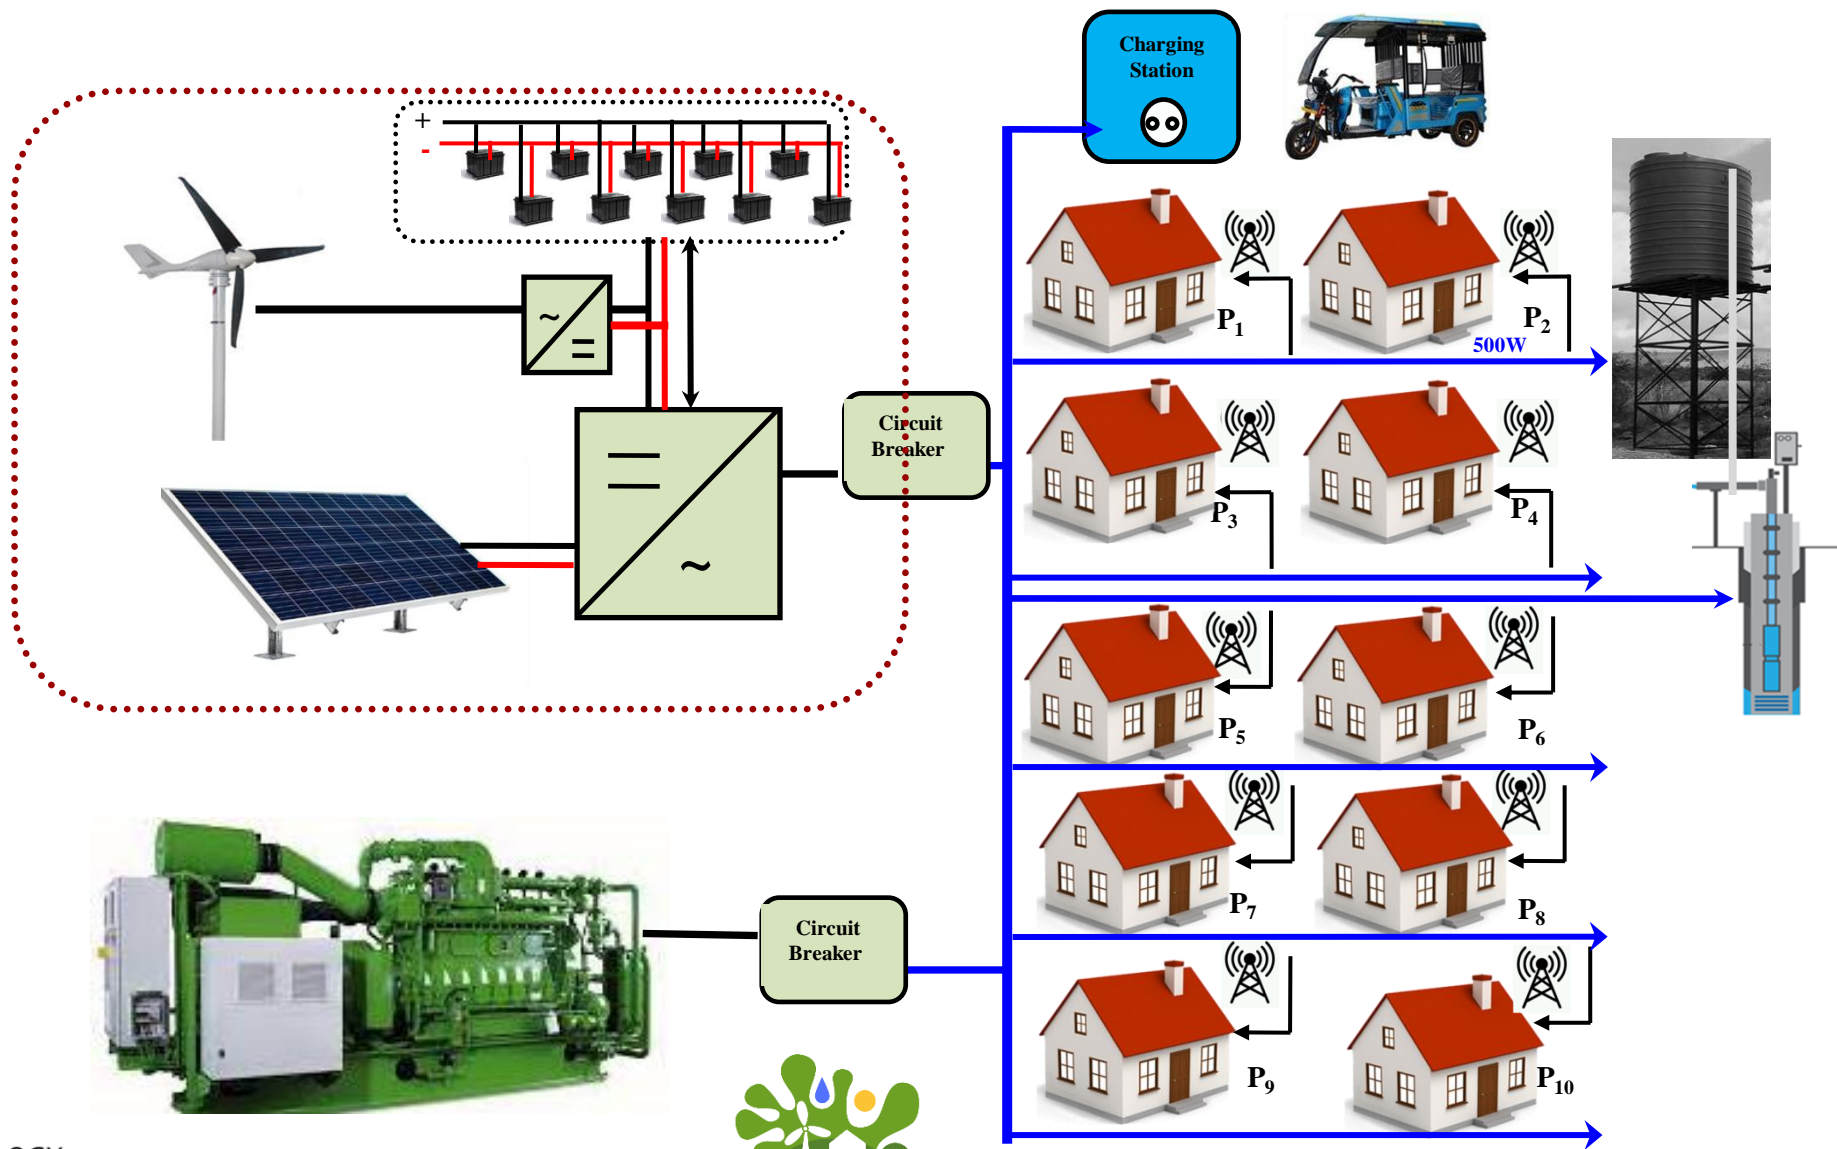 Charging
Station
+
-
~
=
P1
P2
500W
Circuit
Breaker
=
~
P3
P4
P5
P6
P7
P8
Circuit
Breaker
P9
P10